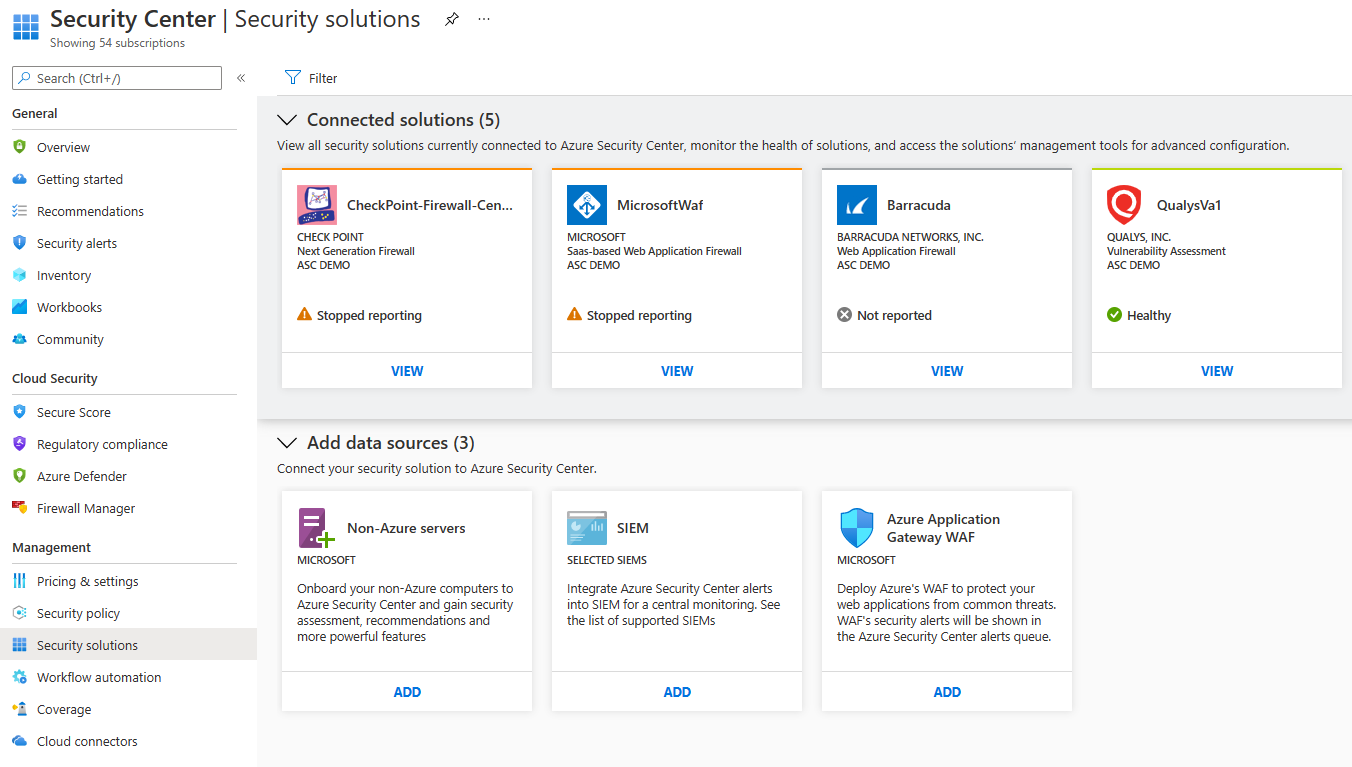 Security Center | Security solutions
Showing 54 subscriptions
Search (Ctrl+/)
General
Overview
Getting started
Recommendations
Security alerts
Inventory
Workbooks
Community
Cloud Security
Secure Score
Regulatory compliance
Azure Defender
Firewall Manager
Management
Pricing & settings
Security policy
Security solutions
Workflow automation
Coverage
Cloud connectors
Filter
Connected solutions (5)
View all security solutions currently connected to Azure Security Center, monitor the health of solutions, and access the solutions’ management tools for advanced configuration.
CheckPoint-Firewall-Cen...
CHECK POINT
Next Generation Firewall
ASC DEMO
Stopped reporting
VIEW
MicrosoftWaf
MICROSOFT
Saas-based Web Application Firewall
ASC DEMO
Stopped reporting
VIEW
Barracuda
BARRACUDA NETWORKS, INC.
Web Application Firewall
ASC DEMO
Not reported
VIEW
QualysVa1
QUALYS, INC.
Vulnerability Assessment
ASC DEMO
Healthy
VIEW
Add data sources (3)
Connect your security solution to Azure Security Center.
Non-Azure servers
MICROSOFT
Onboard your non-Azure computers to
Azure Security Center and gain security
assessment, recommendations and
more powerful features
ADD
SIEM
SELECTED SIEMS
Integrate Azure Security Center alerts
into SIEM for a central monitoring. See
the list of supported SIEMs
ADD
Azure Application
Gateway WAF
MICROSOFT
Deploy Azure's WAF to protect your
web applications from common threats.
WAF's security alerts will be shown in
the Azure Security Center alerts queue.
ADD